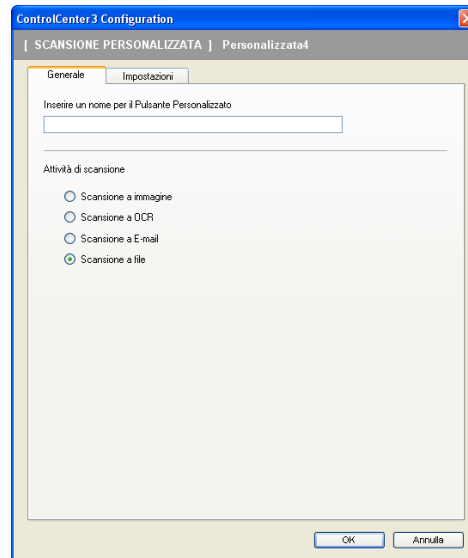 ControlCenter3 Configuration
[ SCANSIONE PERSONALIZZATA ] Personalizzata4
Generale Impostazioni
Inserire un nome per il Pulsante Personalizzato
Attività di scansione
Scansione a immagine
Scansione a OCR
Scansione a E-mail
Scansione a file
OK Annulla